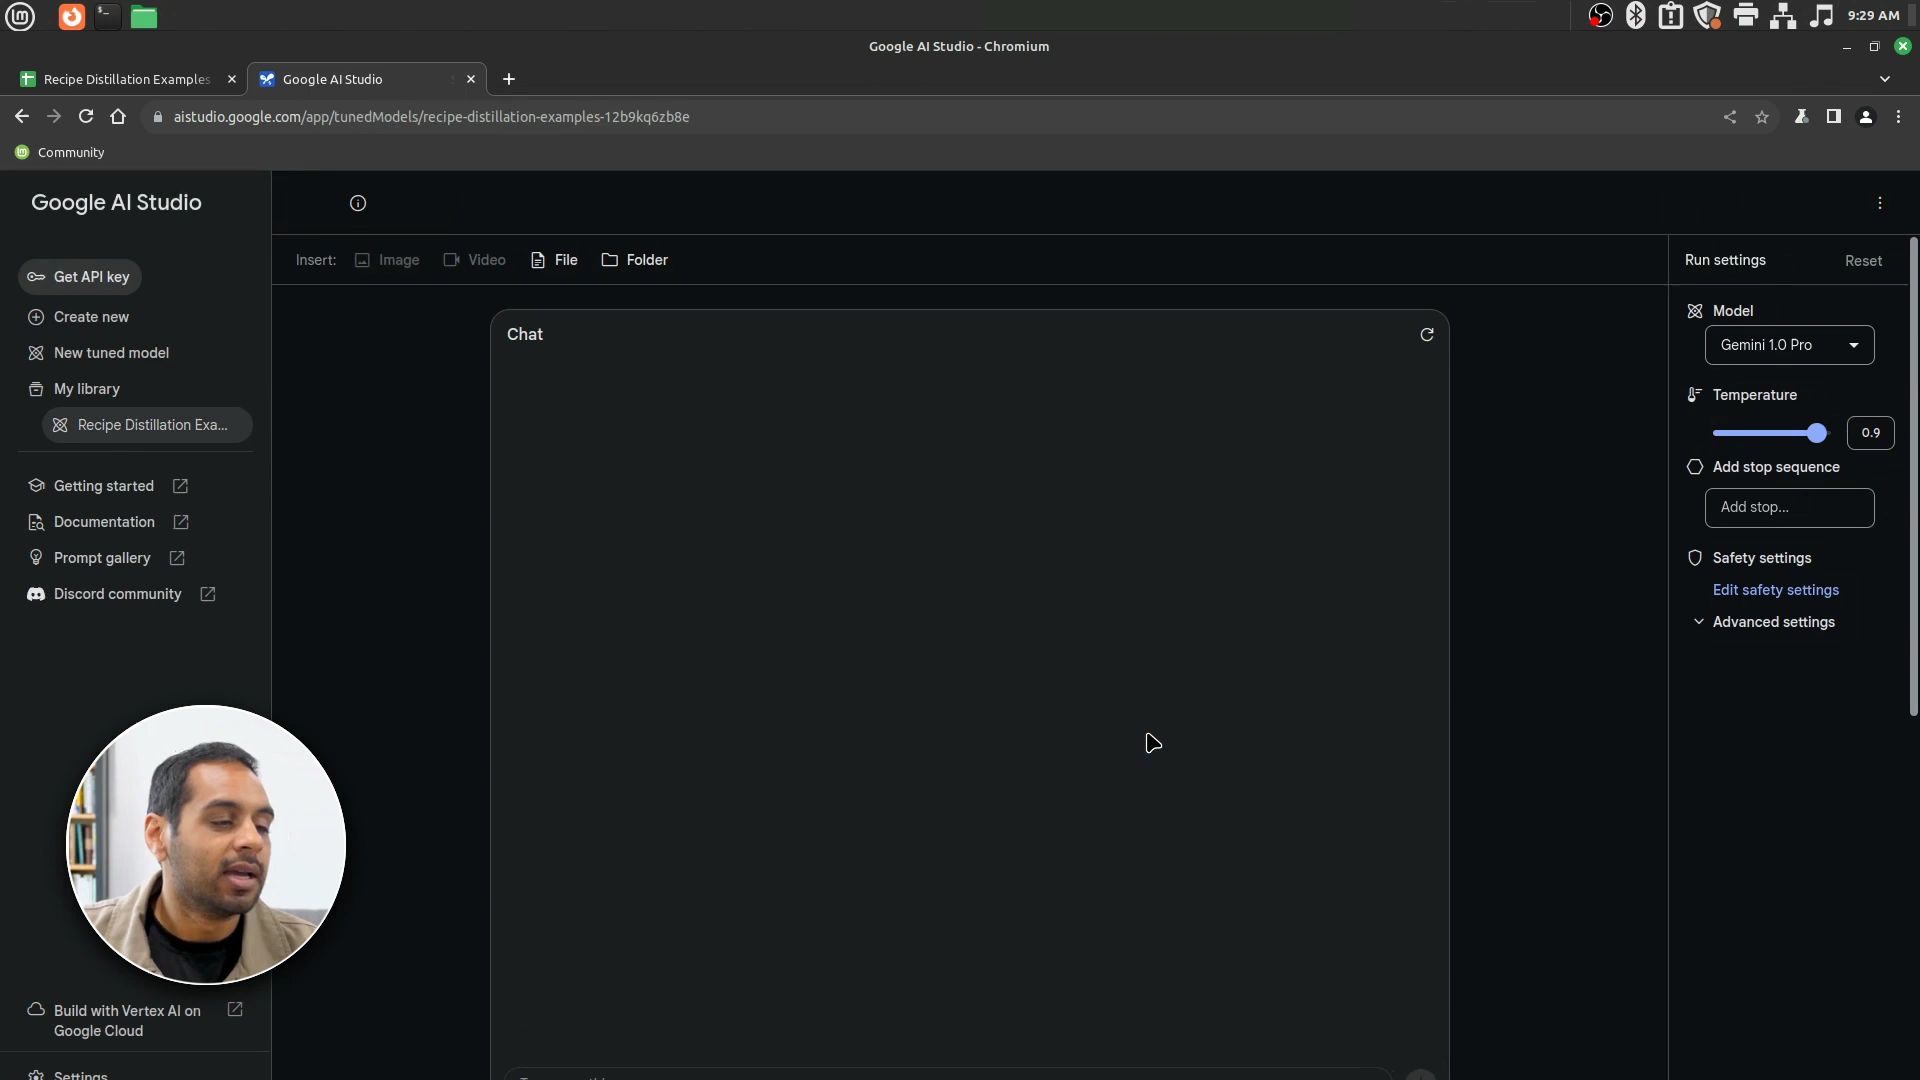 9:29 AM
Google AI Studio - Chromium
Recipe Distillation Examples
Google AI Studio
aistudio.google.com/app/tunedModels/recipe-distillation-examples-12b9kq6zb8e
Community
Google AI Studio
Get API key
Create new
New tuned model
My library
Recipe Distillation Exa...
Getting started
Documentation
Prompt gallery
Discord community
Build with Vertex AI on
Google Cloud
Settings
Insert:
Image
Video
File
Folder
Chat
Run settings
Reset
Model
Gemini 1.0 Pro
Temperature
0.9
Add stop sequence
Add stop...
Safety settings
Edit safety settings
Advanced settings